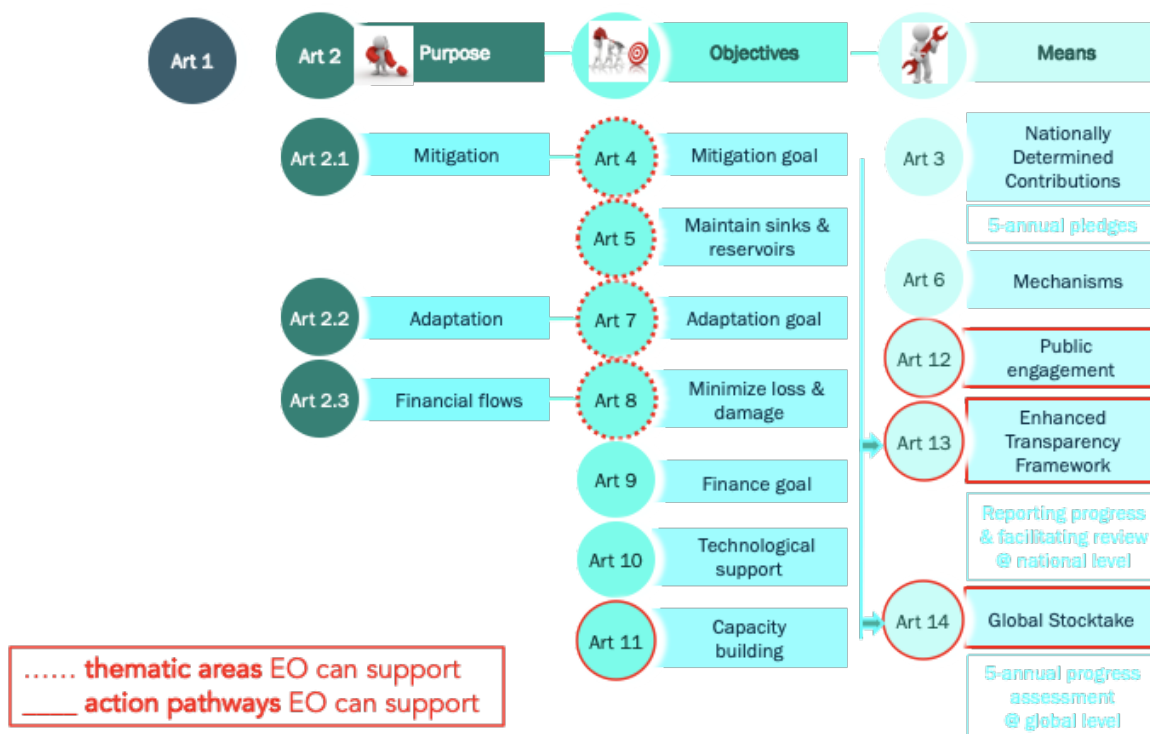 Art 1
Art 2
Purpose
Objectives
Means
Art 2.1
Mitigation
Art 4
Mitigation goal
Art 3
Nationally
Determined
Contributions
5-annual pledges
Art 5
Maintain sinks &
reservoirs
Art 6
Mechanisms
Art 2.2
Adaptation
Art 7
Adaptation goal
Art 12
Public
engagement
Art 2.3
Financial flows
Art 8
Minimize loss &
damage
Art 13
Enhanced
Transparency
Framework
Art 9
Finance goal
Reporting progress
& facilitating review
@ national level
Art 10
Technological
support
Art 11
Capacity
building
Art 14
Global Stocktake
5-annual progress
assessment
@ global level
...... thematic areas EO can support
____ action pathways EO can support